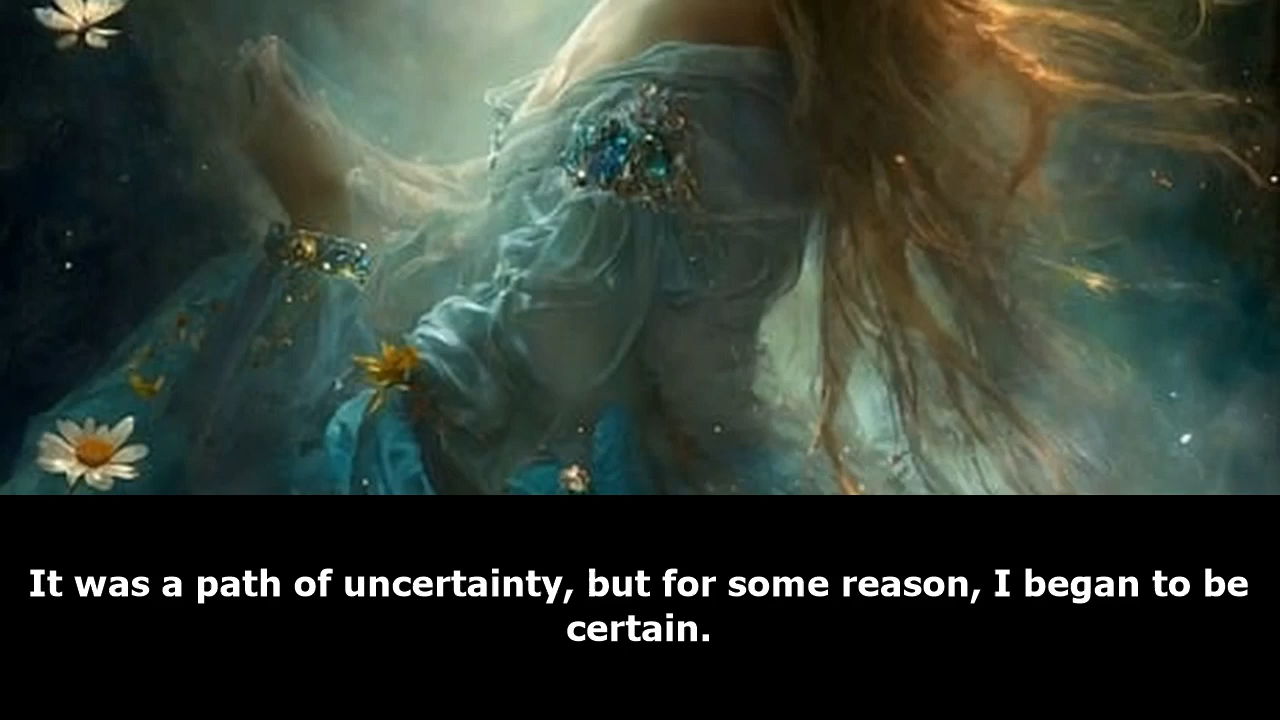 It was a path of uncertainty, but for some reason, I began to be
certain.